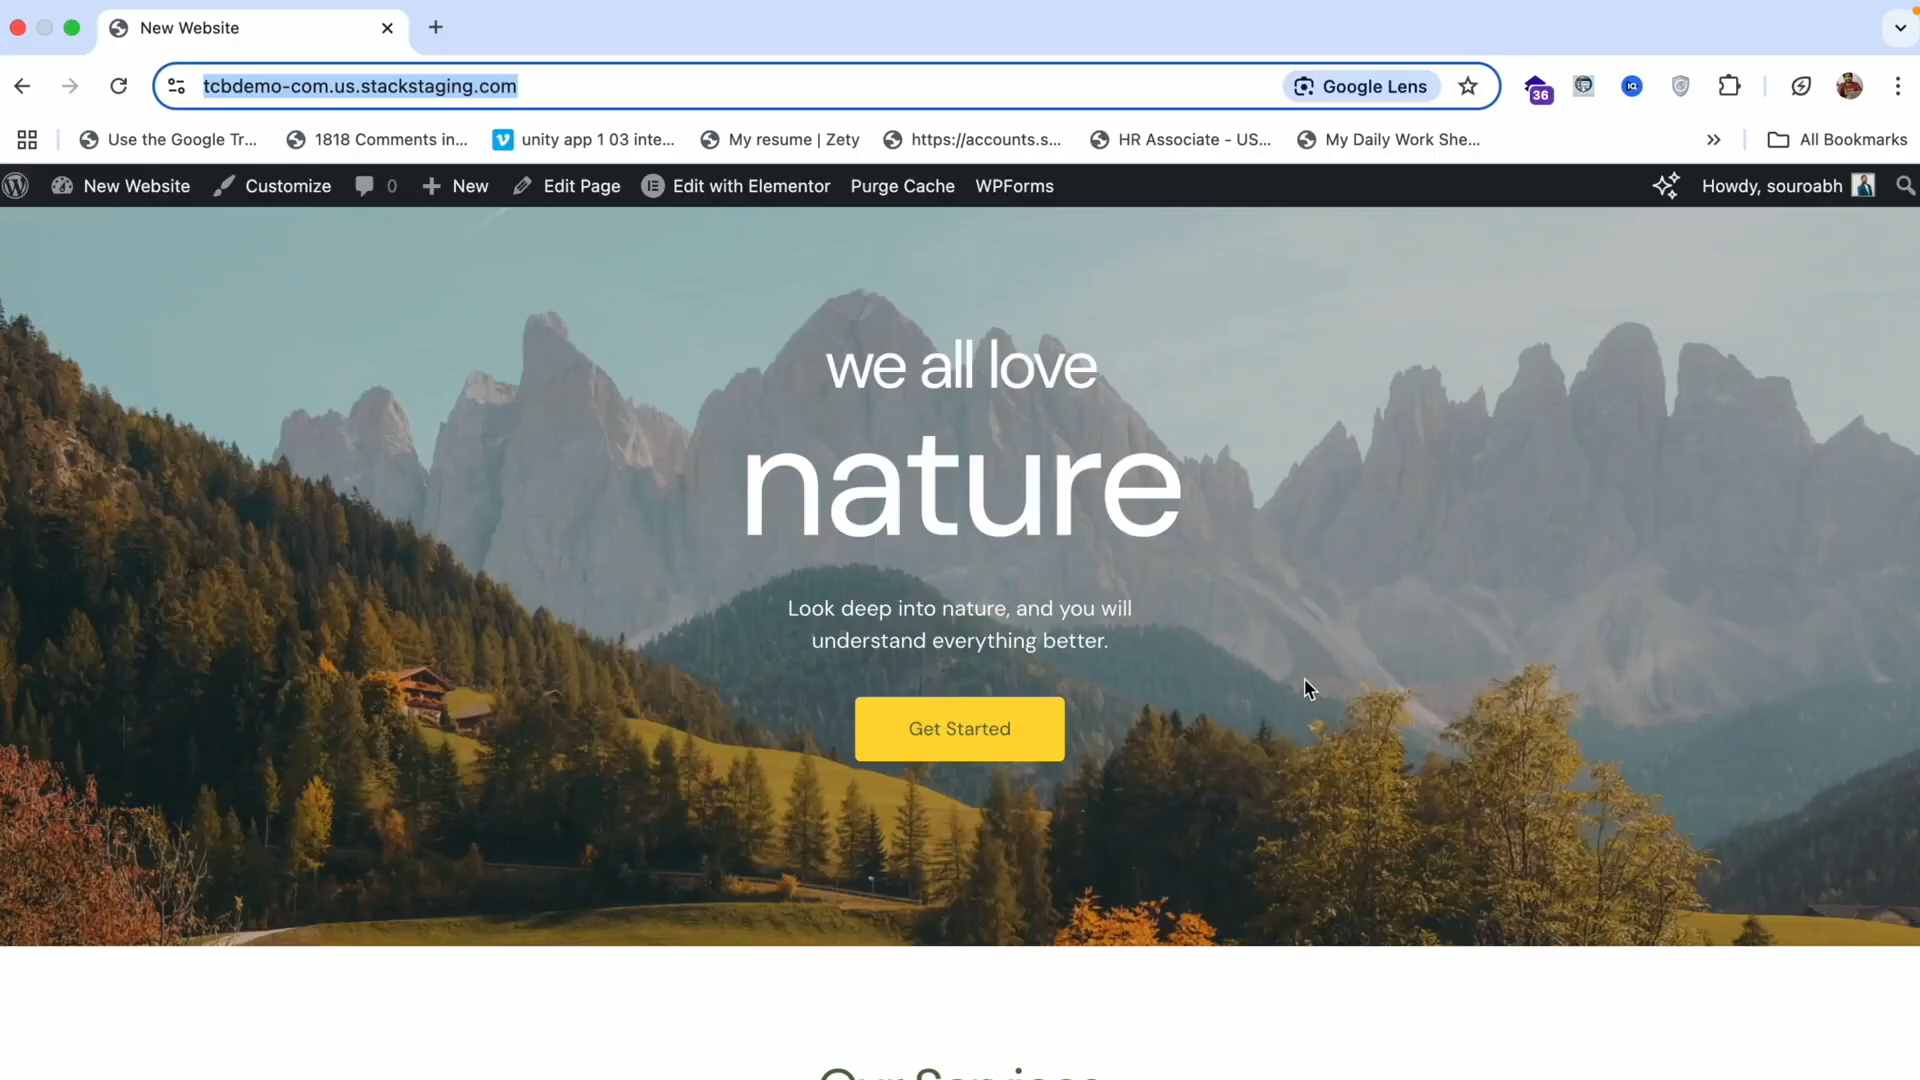 New Website
tcbdemo-com.us.stackstaging.com
Google Lens
36
Use the Google Tr...
1818 Comments in...
unity app 1 03 inte...
My resume | Zety
https://accounts.s...
HR Associate - US...
My Daily Work She...
All Bookmarks
New Website
Customize
0
New
Edit Page
Edit with Elementor
Purge Cache
WPForms
Howdy, souroabh
we all love
nature
Look deep into nature, and you will
understand everything better.
Get Started
Our Services